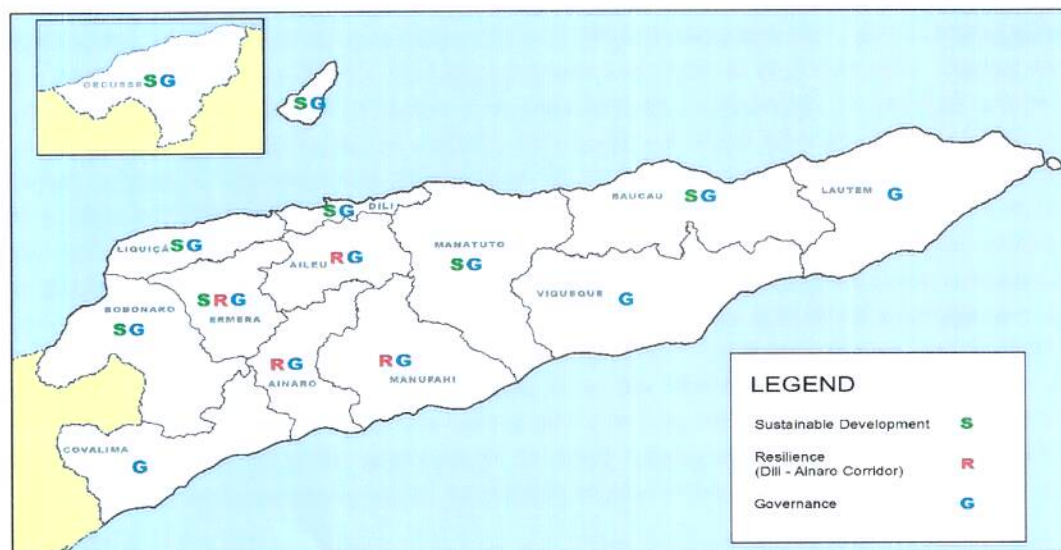 OECUSSE
SG
SG
BAUCAU
SG
LAUTEM
G
DILI
SG
LIQUIÇÁ
SG
MANATUTO
SG
AILEU
RG
VIQUEQUE
G
BOBONARO
SG
SRG
ERMERA
RG
AINARO
RG
MANUFAHI
COVALIMA
G
LEGEND
Sustainable Development S
Resilience
(Dili - Ainaro Corridor) R
Governance G